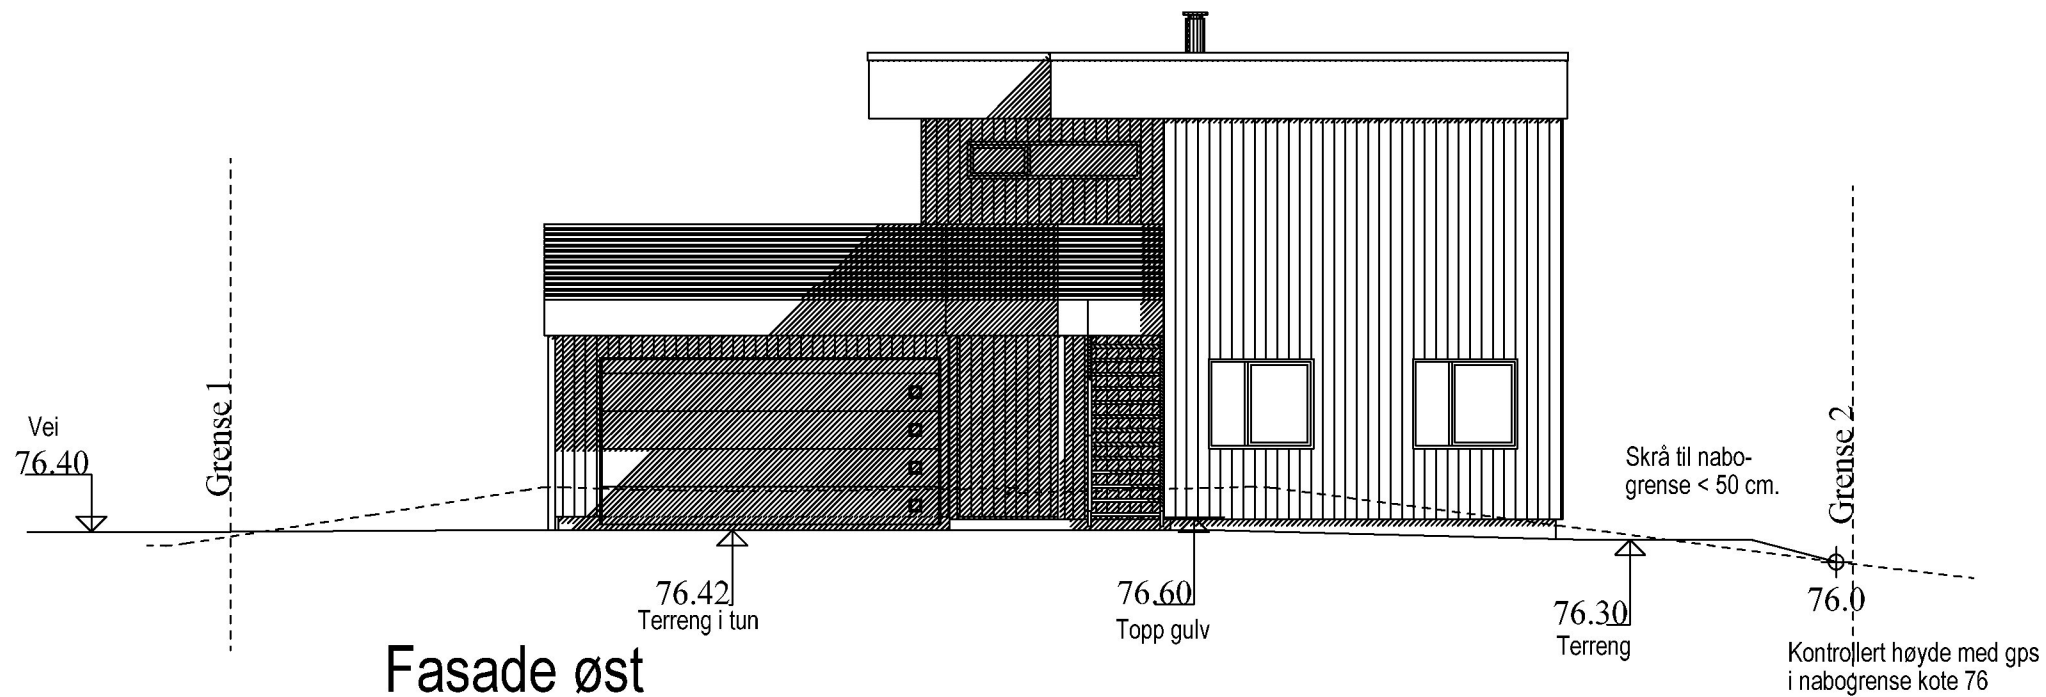 Vei
76.40
Grense 1
76.42
Terreng i tun
Fasade øst
76.60
Topp gulv
76.30
Terreng
Skrå til nabo-
grense < 50 cm.
Grense 2
76.0
Kontrollert høyde med gps
i nabogrense kote 76